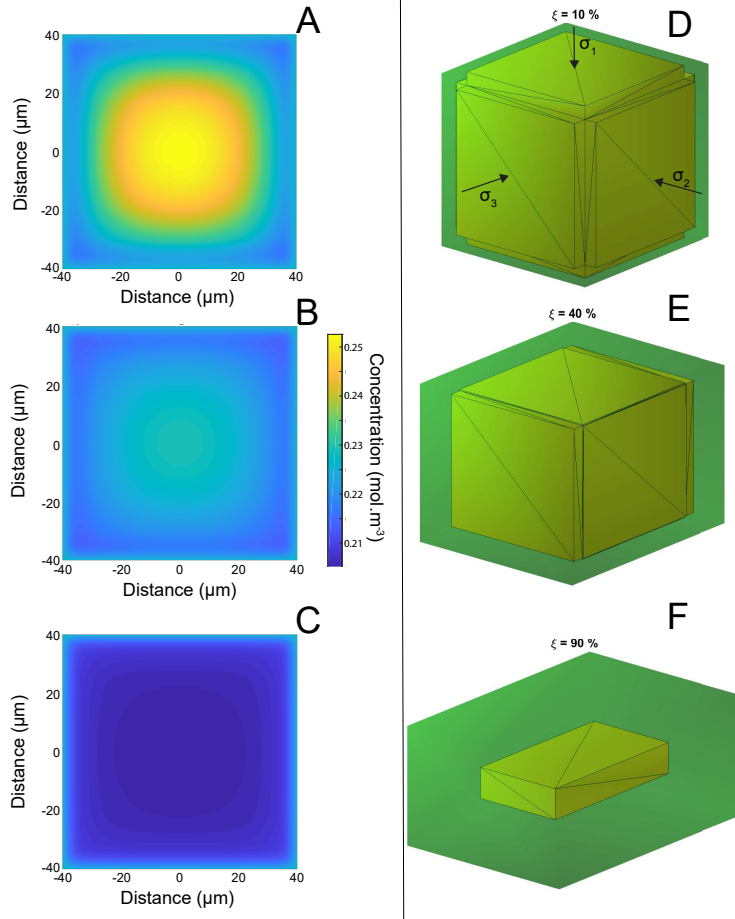 A
40
20
0
-20
-40
Distance (µm)
-40 -20 0 20 40
Distance (µm)
B
40
20
0
-20
-40
Distance (µm)
-40 -20 0 20 40
Distance (µm)
0.25
0.24
0.23
0.22
0.21
Concentration (mol.m-3)
C
40
20
0
-20
-40
Distance (µm)
-40 -20 0 20 40
Distance (µm)
D
ξ = 10 %
σ1
σ2
σ3
E
ξ = 40 %
F
ξ = 90 %